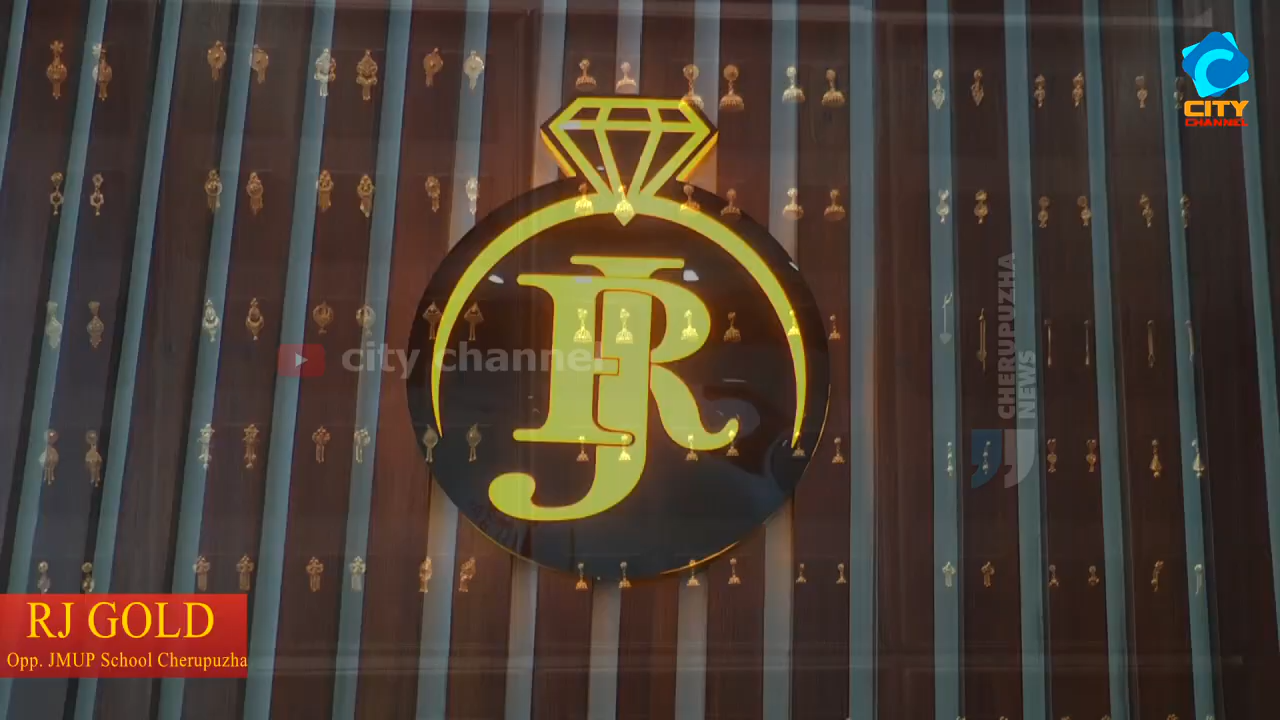 CITY
CHANNEL
RJ
city channel
CHERUPUZHA
NEWS
RJ GOLD
Opp. JMUP School Cherupuzha